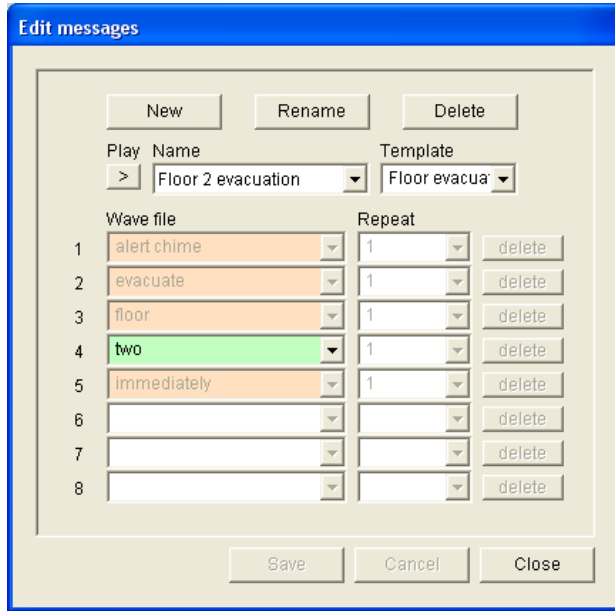 Edit messages
New Rename Delete
Play Name Template
> Floor 2 evacuation Floor evacua
Wave file Repeat
1 alert chime 1 delete
2 evacuate 1 delete
3 floor 1 delete
4 two 1 delete
5 immediately 1 delete
6 delete
7 delete
8 delete
Save Cancel Close